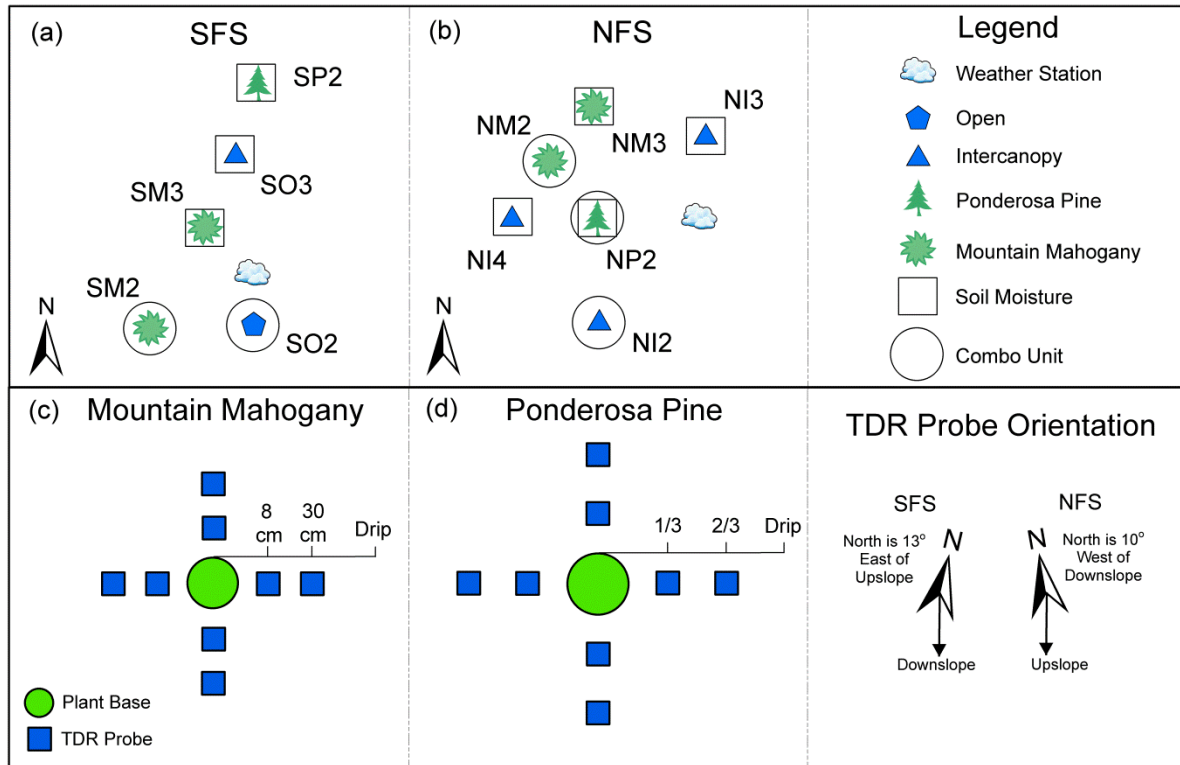 (a)
SFS
SP2
SO3
SM3
SM2
SO2
N
(b)
NFS
NI3
NM2
NM3
NI4
NP2
NI2
N
Legend
Weather Station
Open
Intercanopy
Ponderosa Pine
Mountain Mahogany
Soil Moisture
Combo Unit
(c)
Mountain Mahogany
8
cm
30
cm
Drip
Plant Base
TDR Probe
(d)
Ponderosa Pine
1/3
2/3
Drip
TDR Probe Orientation
SFS
North is 13°
East of
Upslope
N
Downslope
NFS
N
North is 10°
West of
Downslope
Upslope